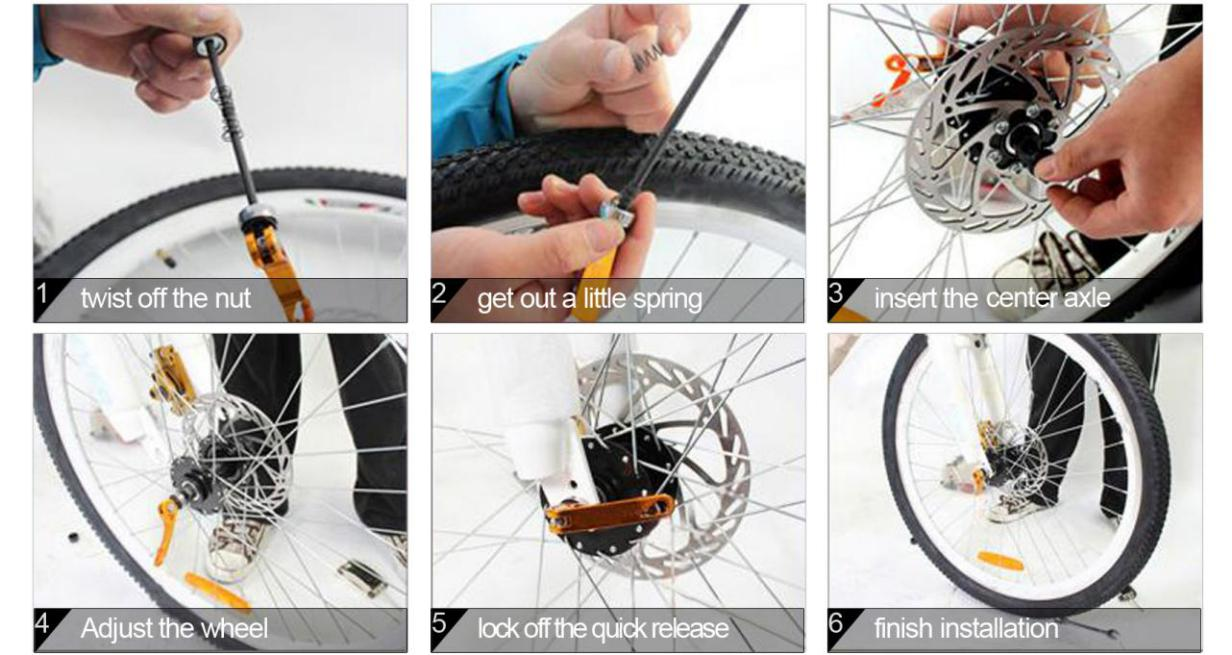 1 twist off the nut
2 get out a little spring
3 insert the center axle
4 Adjust the wheel
5 lock off the quick release
6 finish installation